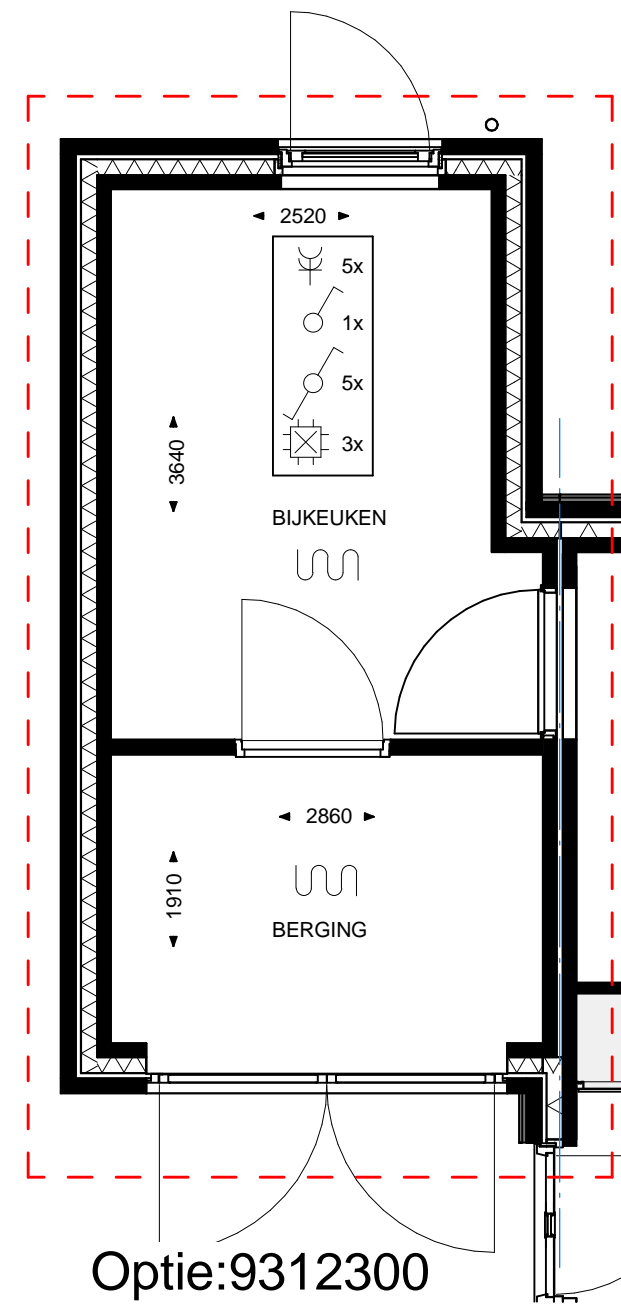 2520
5x
1x
5x
3x
3640
BIJKEUKEN
2860
1910
BERGING
Optie:9312300